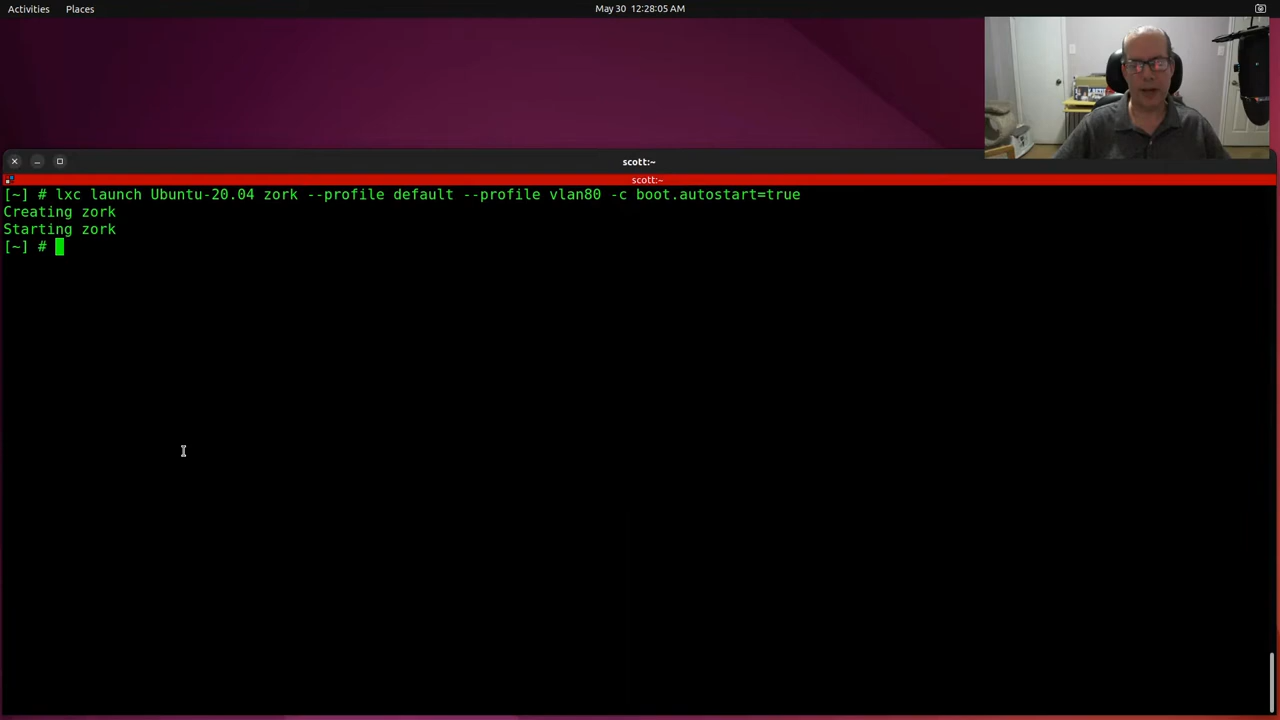 Activities Places May 30 12:28:05 AM
scott:~
scott:~
[~] # lxc launch Ubuntu-20.04 zork --profile default --profile vlan80 -c boot.autostart=true
Creating zork
Starting zork
[~] #